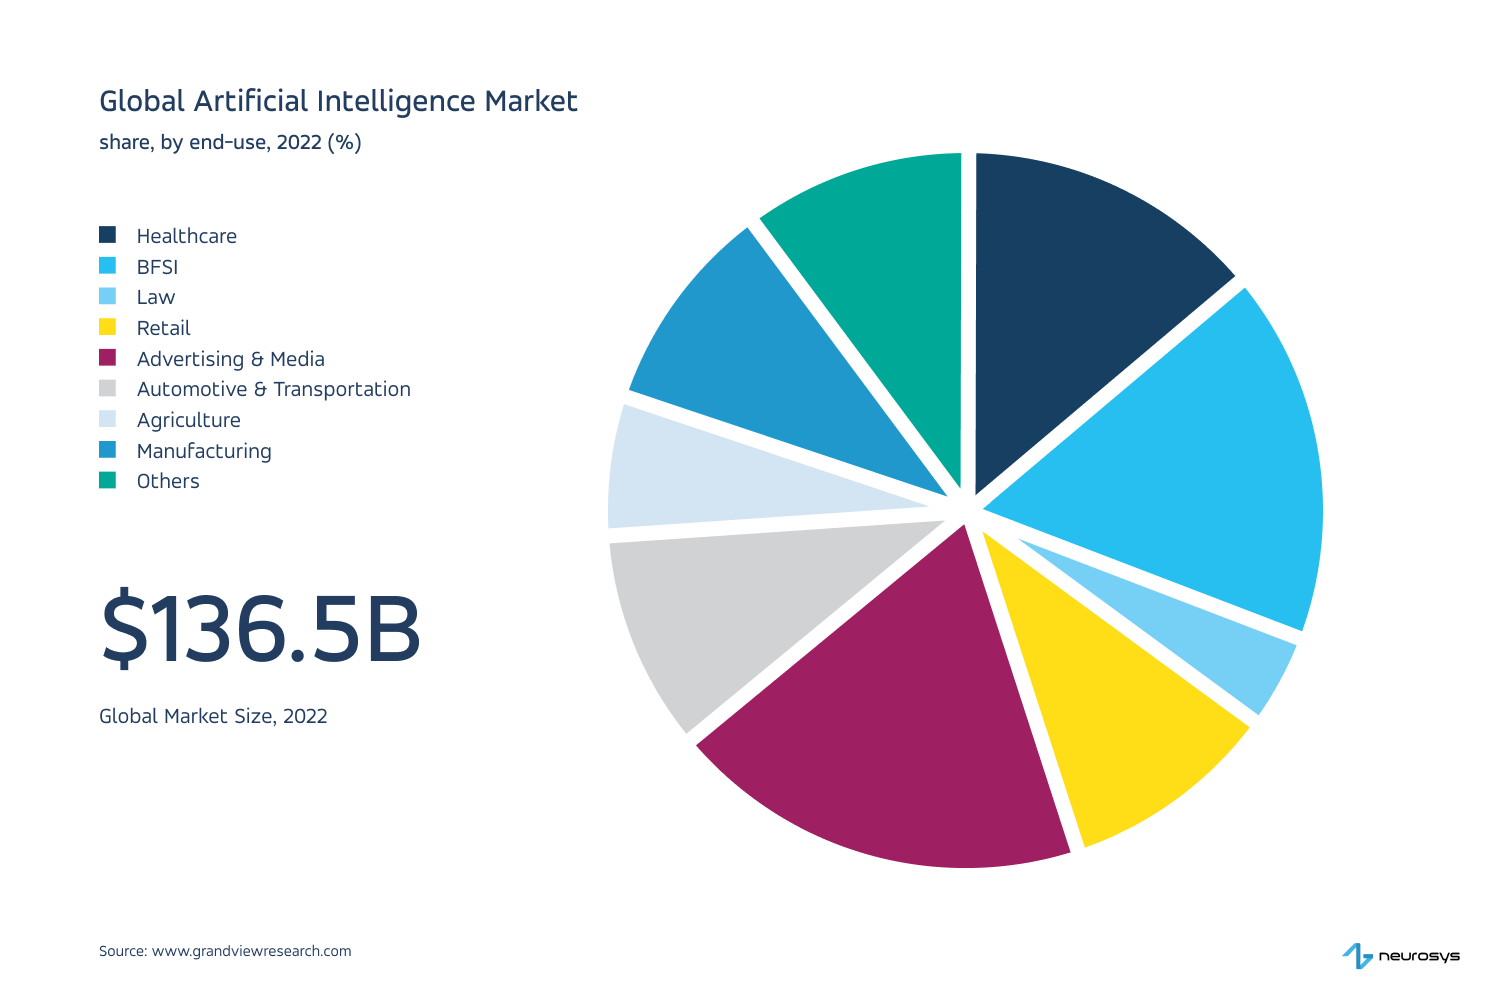 Global Artificial Intelligence Market
share, by end-use, 2022 (%)
Healthcare
BFSI
Law
Retail
Advertising & Media
Automotive & Transportation
Agriculture
Manufacturing
Others
$136.5B
Global Market Size, 2022
Source: www.grandviewresearch.com
neurosys